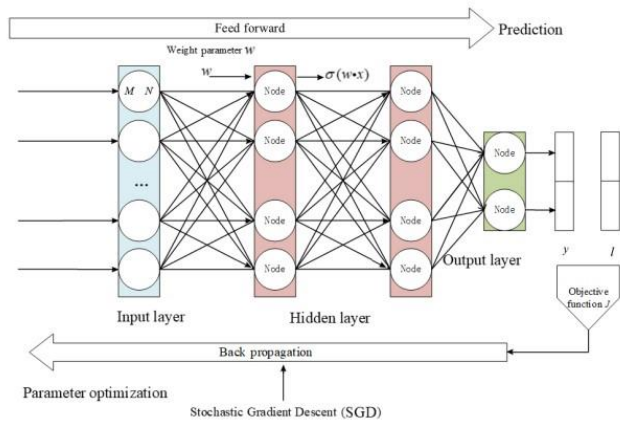 Feed forward
Prediction
Weight parameter w
w
σ(w•x)
M N
Node
Node
Node
Node
Node
Node
...
Node
Node
Node
Node
y
l
Output layer
Input layer
Hidden layer
Objective
function J
Back propagation
Parameter optimization
Stochastic Gradient Descent (SGD)